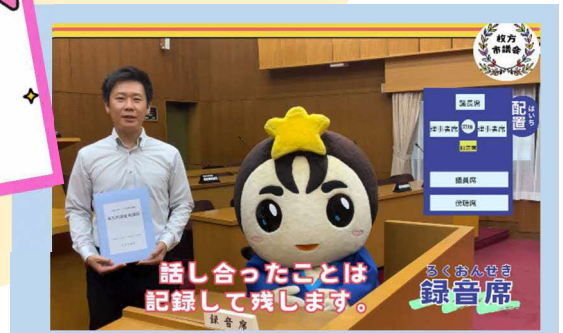 枚方
市議会
はいち
配置
議長席
理事者席
演壇
理事者席
録音席
議員席
傍聴席
話し合ったことは
記録して残します。
録音席
ろくおんせき
録音席